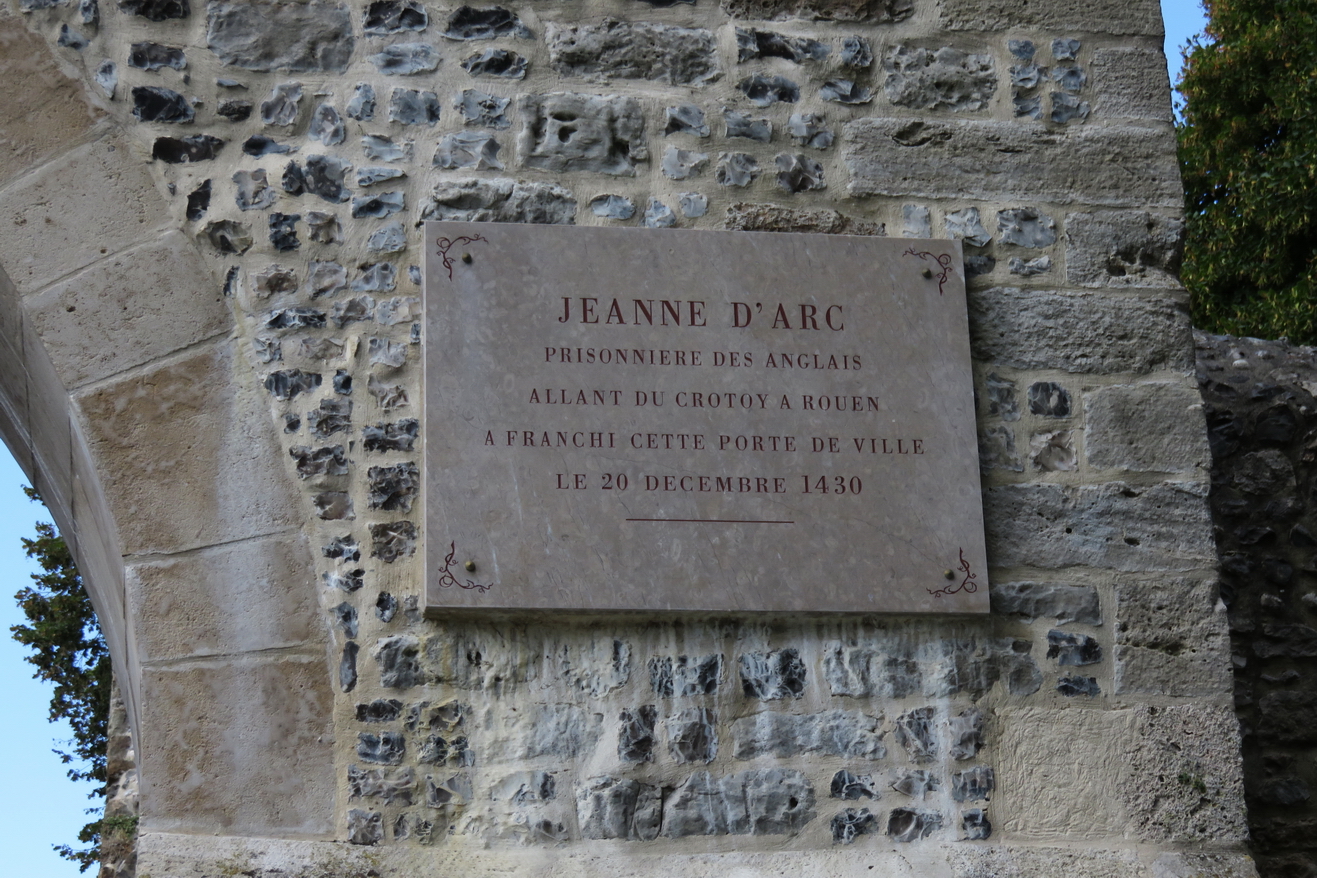 JEANNE D'ARC
PRISONNIERE DES ANGLAIS
ALLANT DU CROTOY A ROUEN
A FRANCHI CETTE PORTE DE VILLE
LE 20 DECEMBRE 1430